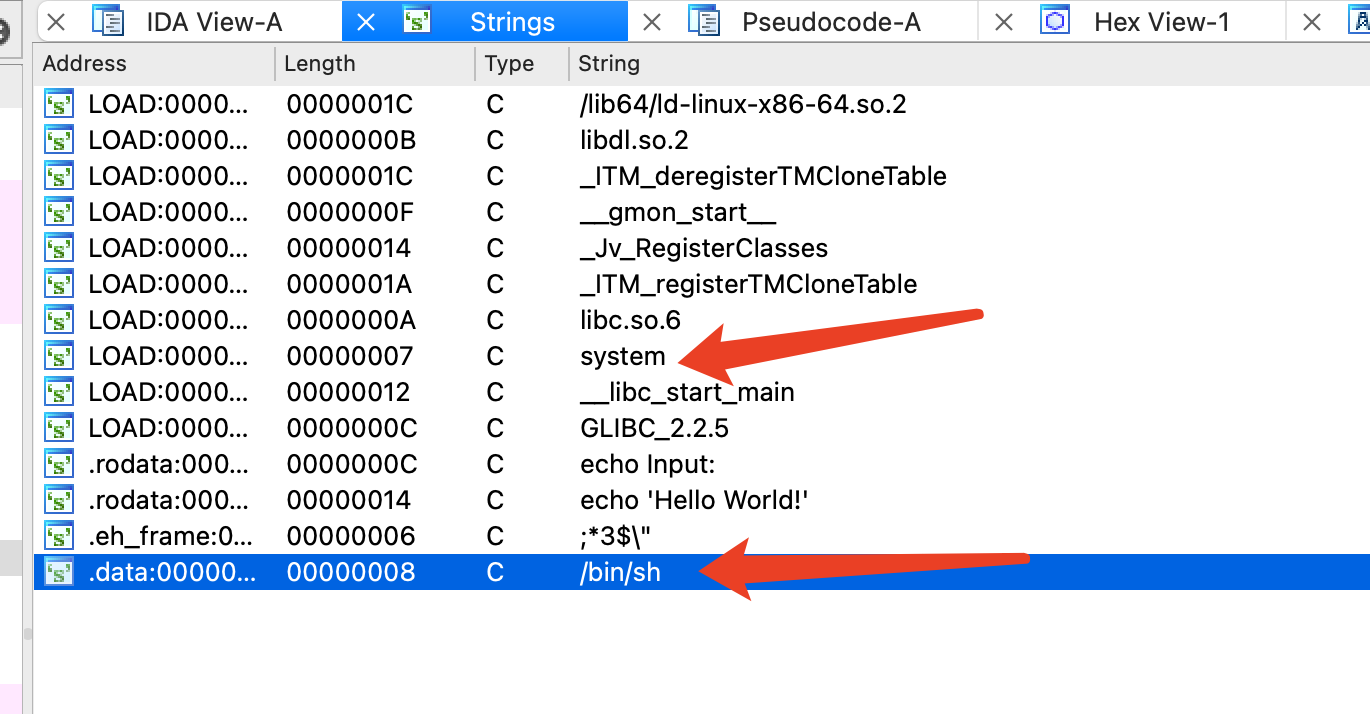 IDA View-A Strings Pseudocode-A Hex View-1
Address Length Type String
LOAD:0000... 0000001C C /lib64/ld-linux-x86-64.so.2
LOAD:0000... 0000000B C libdl.so.2
LOAD:0000... 0000001C C _ITM_deregisterTMCloneTable
LOAD:0000... 0000000F C __gmon_start__
LOAD:0000... 00000014 C _Jv_RegisterClasses
LOAD:0000... 0000001A C _ITM_registerTMCloneTable
LOAD:0000... 0000000A C libc.so.6
LOAD:0000... 00000007 C system
LOAD:0000... 00000012 C __libc_start_main
LOAD:0000... 0000000C C GLIBC_2.2.5
.rodata:000... 0000000C C echo Input:
.rodata:000... 00000014 C echo 'Hello World!'
.eh_frame:0... 00000006 C ;*3$\"
.data:00000... 00000008 C /bin/sh